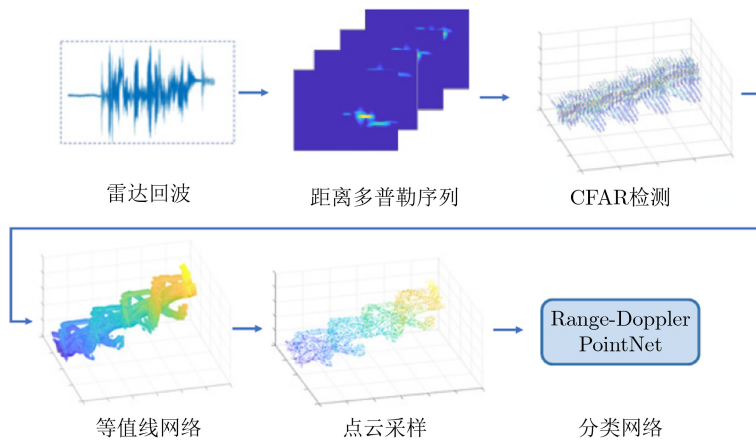 雷达回波
距离多普勒序列
CFAR检测
等值线网络
点云采样
Range-Doppler
PointNet
分类网络